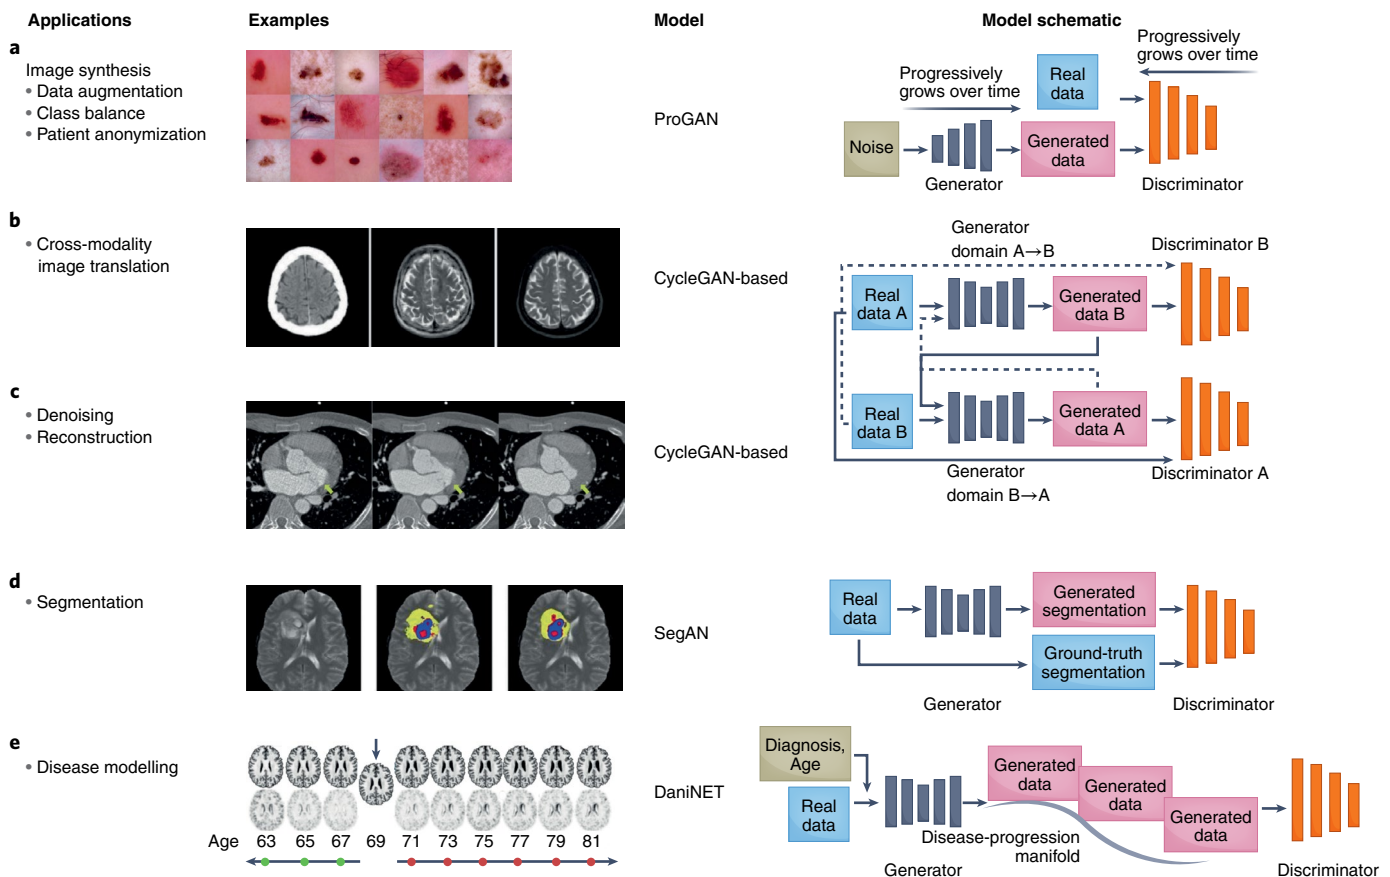 Applications
Examples
Model
Model schematic
a
Image synthesis
• Data augmentation
• Class balance
• Patient anonymization
ProGAN
Progressively
grows over time
Real
data
Progressively
grows over time
Noise
Generated
data
Generator
Discriminator
b
• Cross-modality
image translation
CycleGAN-based
Generator
domain A→B
Discriminator B
Real
data A
Generated
data B
c
• Denoising
• Reconstruction
CycleGAN-based
Real
data B
Generated
data A
Generator
domain B→A
Discriminator A
d
• Segmentation
SegAN
Real
data
Generated
segmentation
Ground-truth
segmentation
Generator
Discriminator
e
• Disease modelling
Age 63 65 67 69 71 73 75 77 79 81
DaniNET
Diagnosis,
Age
Real
data
Generated
data
Generated
data
Generated
data
Disease-progression
manifold
Generator
Discriminator